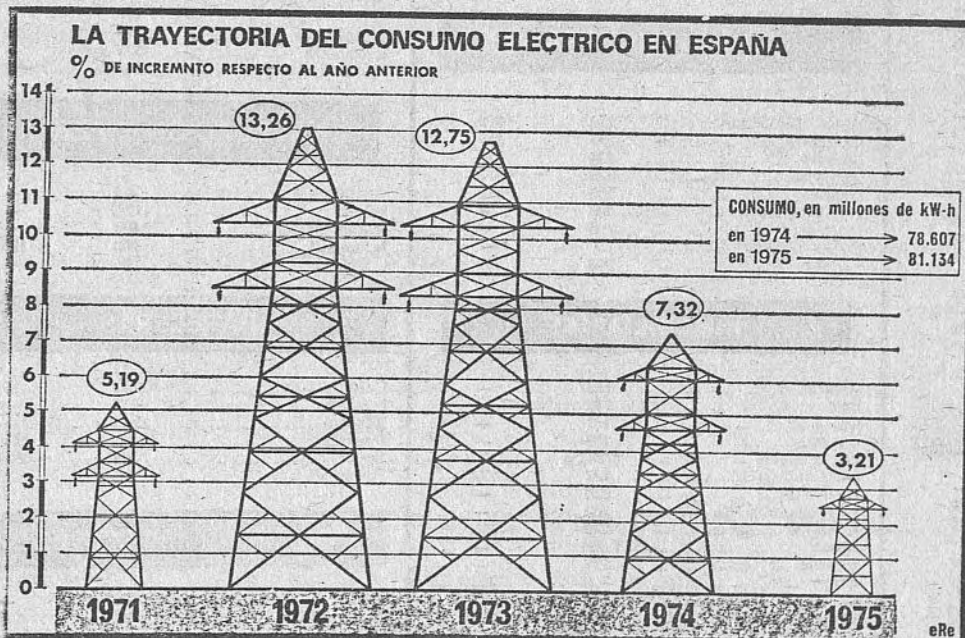 LA TRAYECTORIA DEL CONSUMO ELECTRICO EN ESPAÑA
% DE INCREMNTO RESPECTO AL AÑO ANTERIOR
14
13
12
11
10
9
8
7
6
5
4
3
2
1
0
5,19
13,26
12,75
7,32
3,21
CONSUMO, en millones de kW-h
en 1974 78.607
en 1975 81.134
1971 1972 1973 1974 1975
eRe